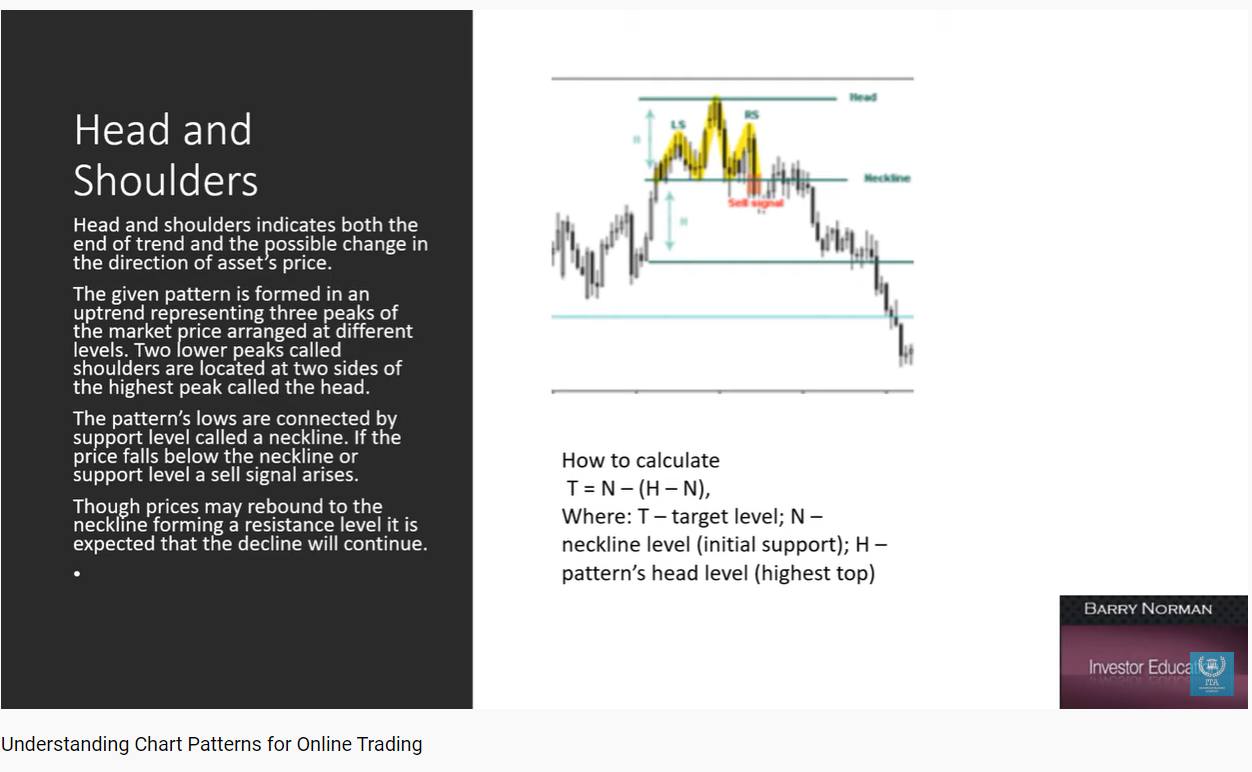 Head and
Shoulders
Head and shoulders indicates both the
end of trend and the possible change in
the direction of asset's price.
The given pattern is formed in an
uptrend representing three peaks of
the market price arranged at different
levels. Two lower peaks called
shoulders are located at two sides of
the highest peak called the head.
The pattern's lows are connected by
support level called a neckline. If the
price falls below the neckline or
support level a sell signal arises.
Though prices may rebound to the
neckline forming a resistance level it is
expected that the decline will continue.
Head
LS
RS
H
Neckline
Sell signal
H
How to calculate
T = N – (H – N),
Where: T – target level; N –
neckline level (initial support); H –
pattern's head level (highest top)
BARRY NORMAN
Investor Educat
ITA
Understanding Chart Patterns for Online Trading